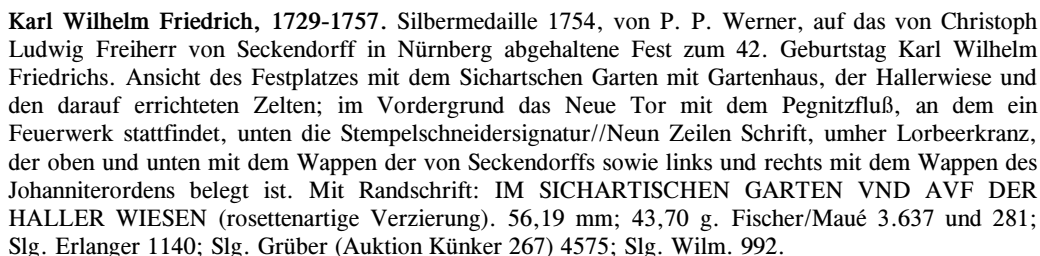 Karl Wilhelm Friedrich, 1729-1757. Silbermedaille 1754, von P. P. Werner, auf das von Christoph
Ludwig Freiherr von Seckendorff in Nürnberg abgehaltene Fest zum 42. Geburtstag Karl Wilhelm
Friedrichs. Ansicht des Festplatzes mit dem Sichartschen Garten mit Gartenhaus, der Hallerwiese und
den darauf errichteten Zelten; im Vordergrund das Neue Tor mit dem Pegnitzfluß, an dem ein
Feuerwerk stattfindet, unten die Stempelschneidersignatur//Neun Zeilen Schrift, umher Lorbeerkranz,
der oben und unten mit dem Wappen der von Seckendorffs sowie links und rechts mit dem Wappen des
Johanniterordens belegt ist. Mit Randschrift: IM SICHARTISCHEN GARTEN VND AVF DER
HALLER WIESEN (rosettenartige Verzierung). 56,19 mm; 43,70 g. Fischer/Maué 3.637 und 281;
Slg. Erlanger 1140; Slg. Grüber (Auktion Künker 267) 4575; Slg. Wilm. 992.